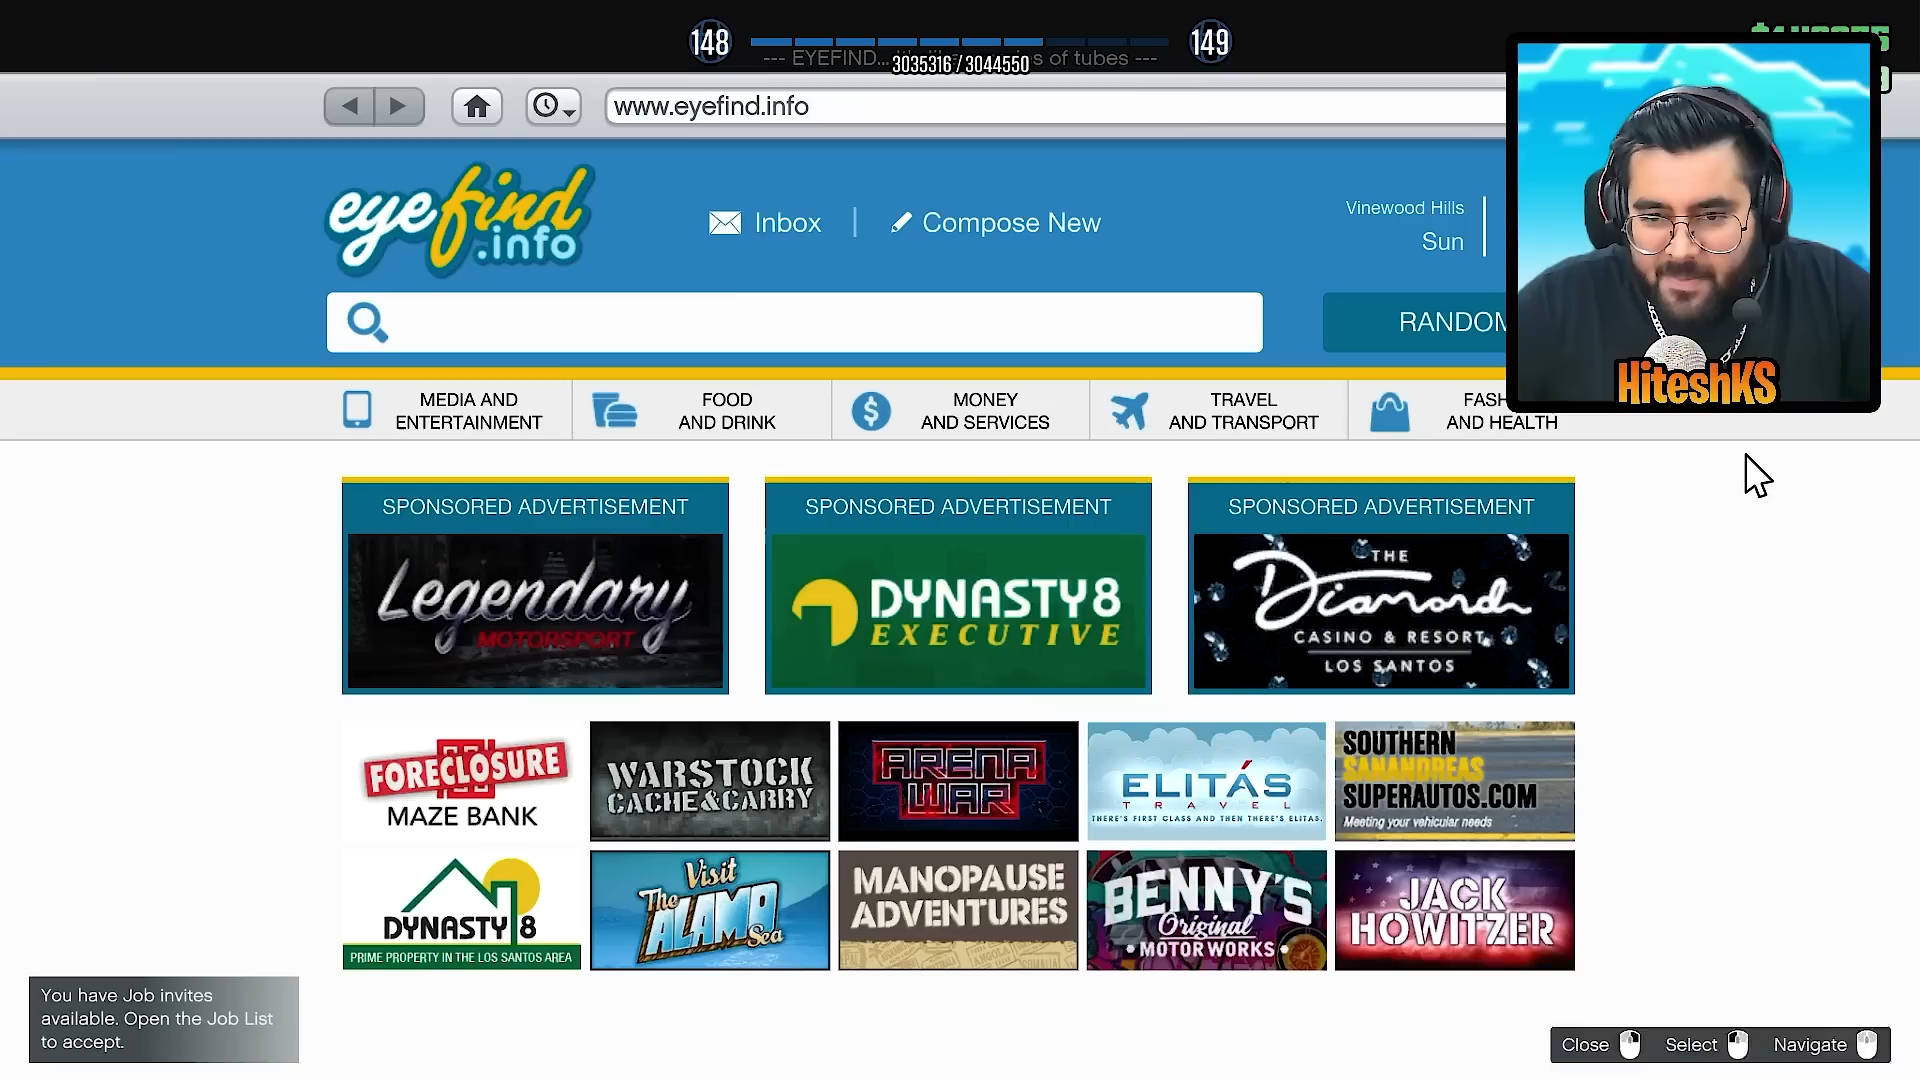 148
149
--- EYEFIND... s of tubes ---
3035316 / 3044550
www.eyefind.info
eyefind
.info
Inbox
Compose New
Vinewood Hills
Sun
RANDOM
HiteshKS
MEDIA AND
ENTERTAINMENT
FOOD
AND DRINK
MONEY
AND SERVICES
TRAVEL
AND TRANSPORT
FASH
AND HEALTH
SPONSORED ADVERTISEMENT
Legendary
MOTORSPORT
SPONSORED ADVERTISEMENT
DYNASTY 8
EXECUTIVE
SPONSORED ADVERTISEMENT
THE
Diamond
CASINO & RESORT
LOS SANTOS
FORECLOSURE
MAZE BANK
WARSTOCK
CACHE&CARRY
ARENA
WAR
ELITÁS
TRAVEL
THERE'S FIRST CLASS AND THEN THERE'S ELITAS.
SOUTHERN
SANANDREAS
SUPERAUTOS.COM
Meeting your vehicular needs
DYNASTY 8
PRIME PROPERTY IN THE LOS SANTOS AREA
Visit
The
ALAMO
Sea
MANOPAUSE
ADVENTURES
BENNY'S
Original
MOTOR WORKS
JACK
HOWITZER
You have Job invites
available. Open the Job List
to accept.
Close
Select
Navigate